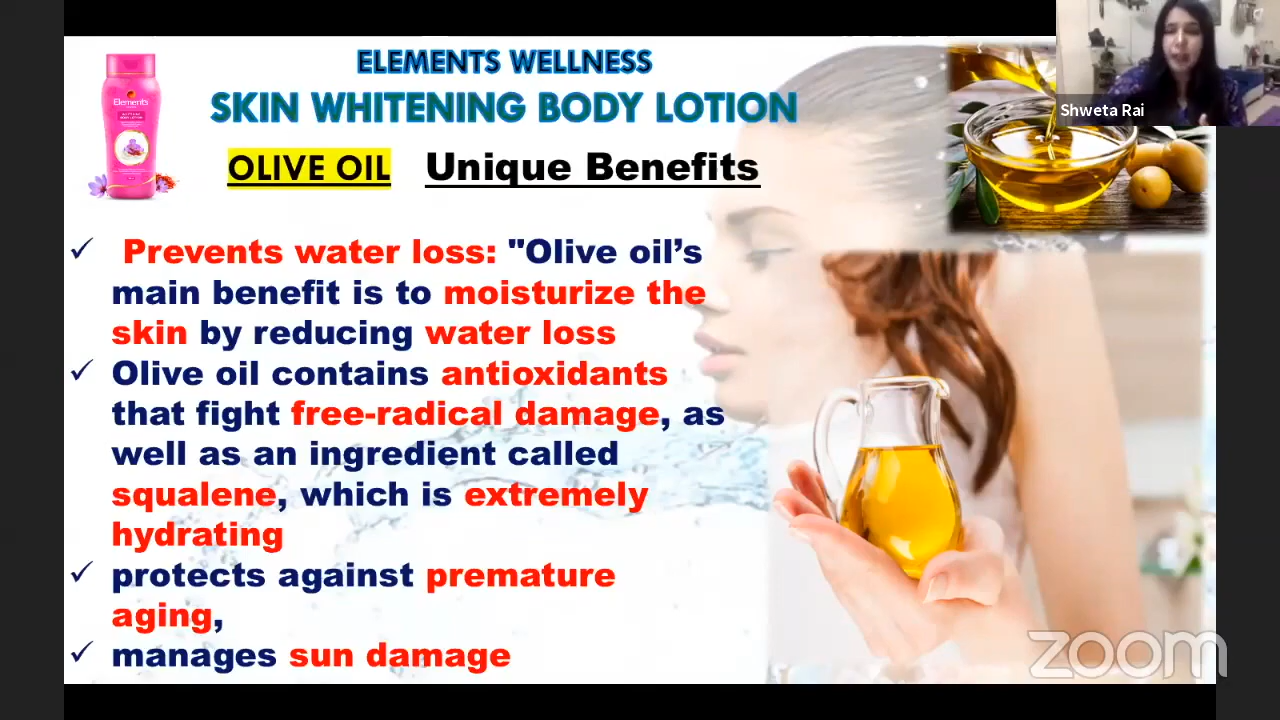 ELEMENTS WELLNESS
SKIN WHITENING BODY LOTION
Shweta Rai
OLIVE OIL Unique Benefits
Elements
✓ Prevents water loss: "Olive oil’s
main benefit is to moisturize the
skin by reducing water loss
✓ Olive oil contains antioxidants
that fight free-radical damage, as
well as an ingredient called
squalene, which is extremely
hydrating
✓ protects against premature
aging,
✓ manages sun damage
zoom